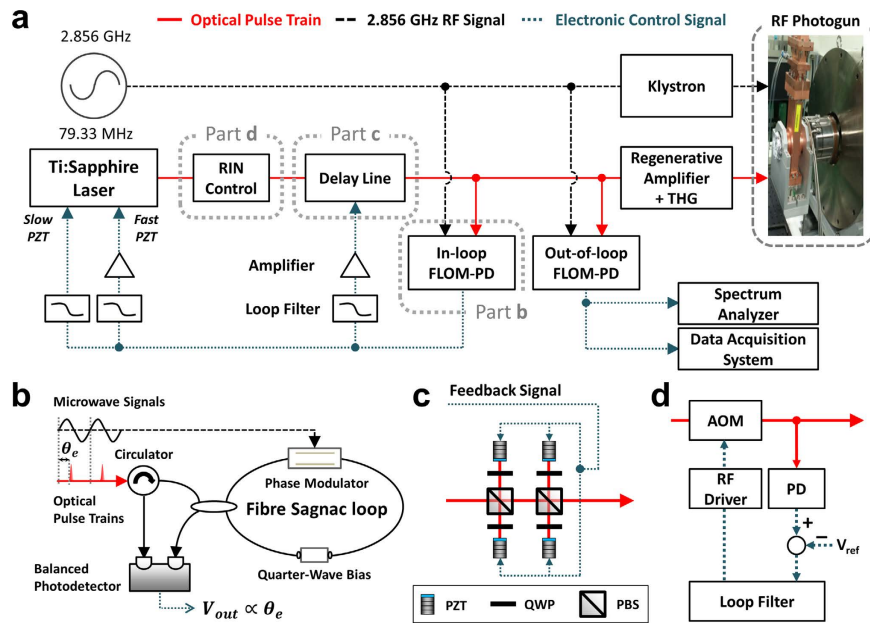 a
Optical Pulse Train
2.856 GHz RF Signal
Electronic Control Signal
RF Photogun
2.856 GHz
79.33 MHz
Klystron
Part d
Part c
Ti:Sapphire
Laser
RIN
Control
Delay Line
Regenerative
Amplifier
+ THG
Slow
PZT
Fast
PZT
Amplifier
Loop Filter
In-loop
FLOM-PD
Out-of-loop
FLOM-PD
Part b
Spectrum
Analyzer
Data Acquisition
System
b
Microwave Signals
θe
Circulator
Optical
Pulse Trains
Phase Modulator
Fibre Sagnac loop
Balanced
Photodetector
Quarter-Wave Bias
Vout ∝ θe
c
Feedback Signal
PZT
QWP
PBS
d
AOM
RF
Driver
PD
+
−
Vref
Loop Filter